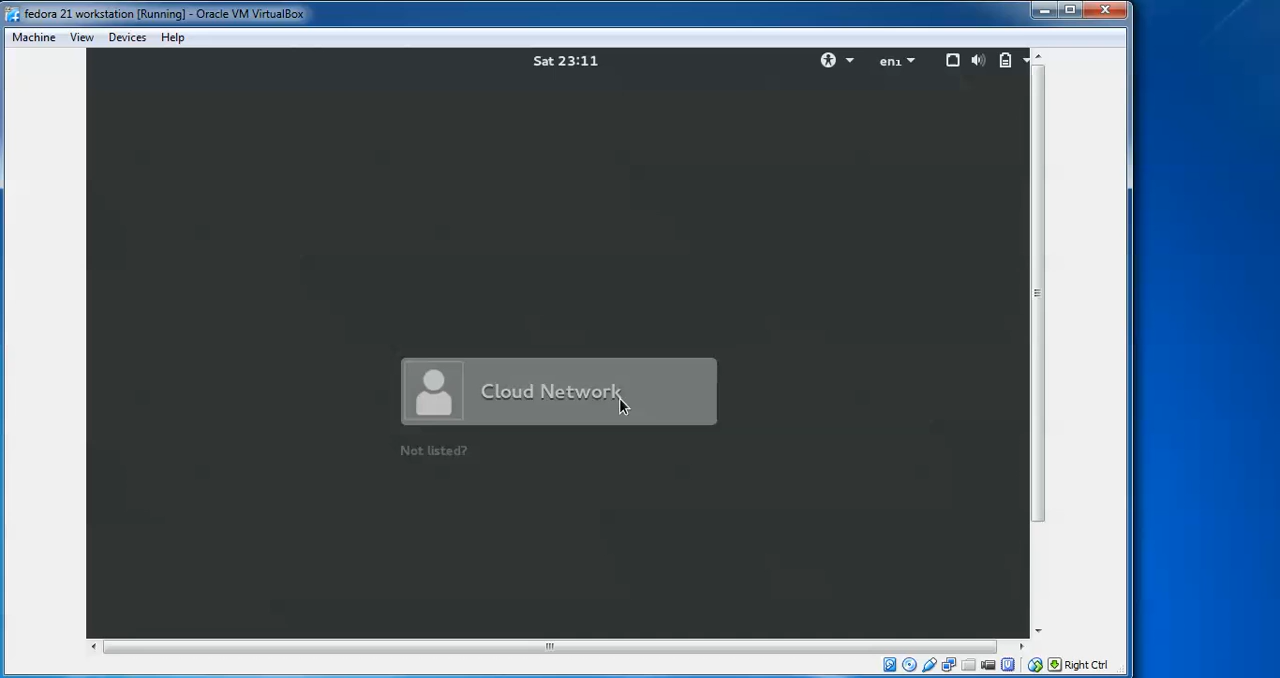 fedora 21 workstation [Running] - Oracle VM VirtualBox
Machine View Devices Help
Sat 23:11
en₁
Cloud Network
Not listed?
Right Ctrl